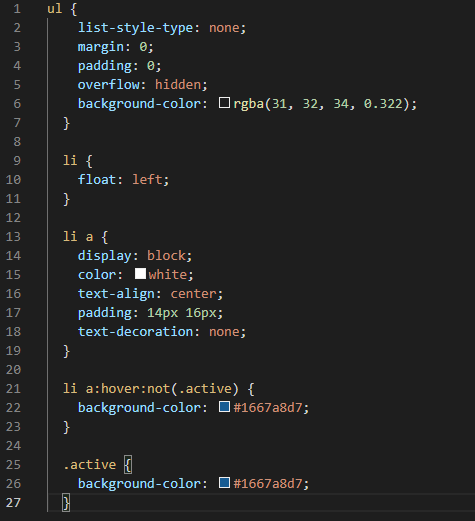 1 ul {
2 list-style-type: none;
3 margin: 0;
4 padding: 0;
5 overflow: hidden;
6 background-color: rgba(31, 32, 34, 0.322);
7 }
8
9 li {
10 float: left;
11 }
12
13 li a {
14 display: block;
15 color: white;
16 text-align: center;
17 padding: 14px 16px;
18 text-decoration: none;
19 }
20
21 li a:hover:not(.active) {
22 background-color: #1667a8d7;
23 }
24
25 .active {
26 background-color: #1667a8d7;
27 }